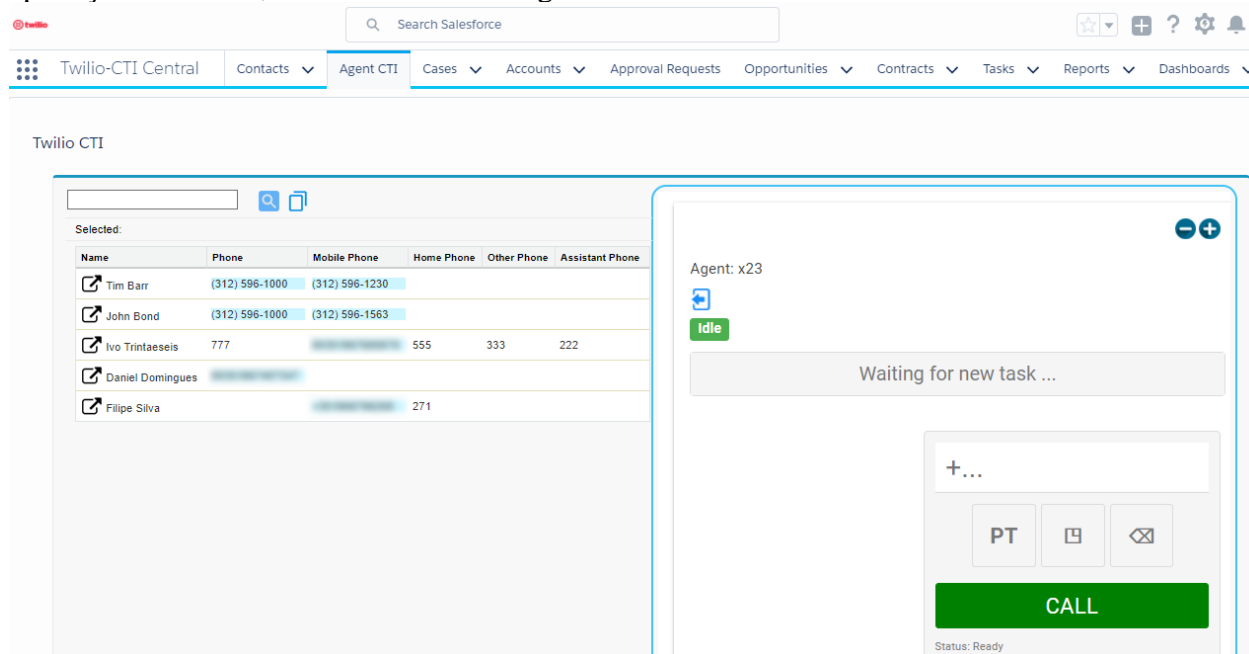 twilio
Search Salesforce
Twilio-CTI Central Contacts Agent CTI Cases Accounts Approval Requests Opportunities Contracts Tasks Reports Dashboards
Twilio CTI
Selected:
Name Phone Mobile Phone Home Phone Other Phone Assistant Phone
Tim Barr (312) 596-1000 (312) 596-1230
John Bond (312) 596-1000 (312) 596-1563
Ivo Trintaeseis 777 555 333 222
Daniel Domingues
Filipe Silva 271
Agent: x23
Idle
Waiting for new task ...
+...
PT
CALL
Status: Ready